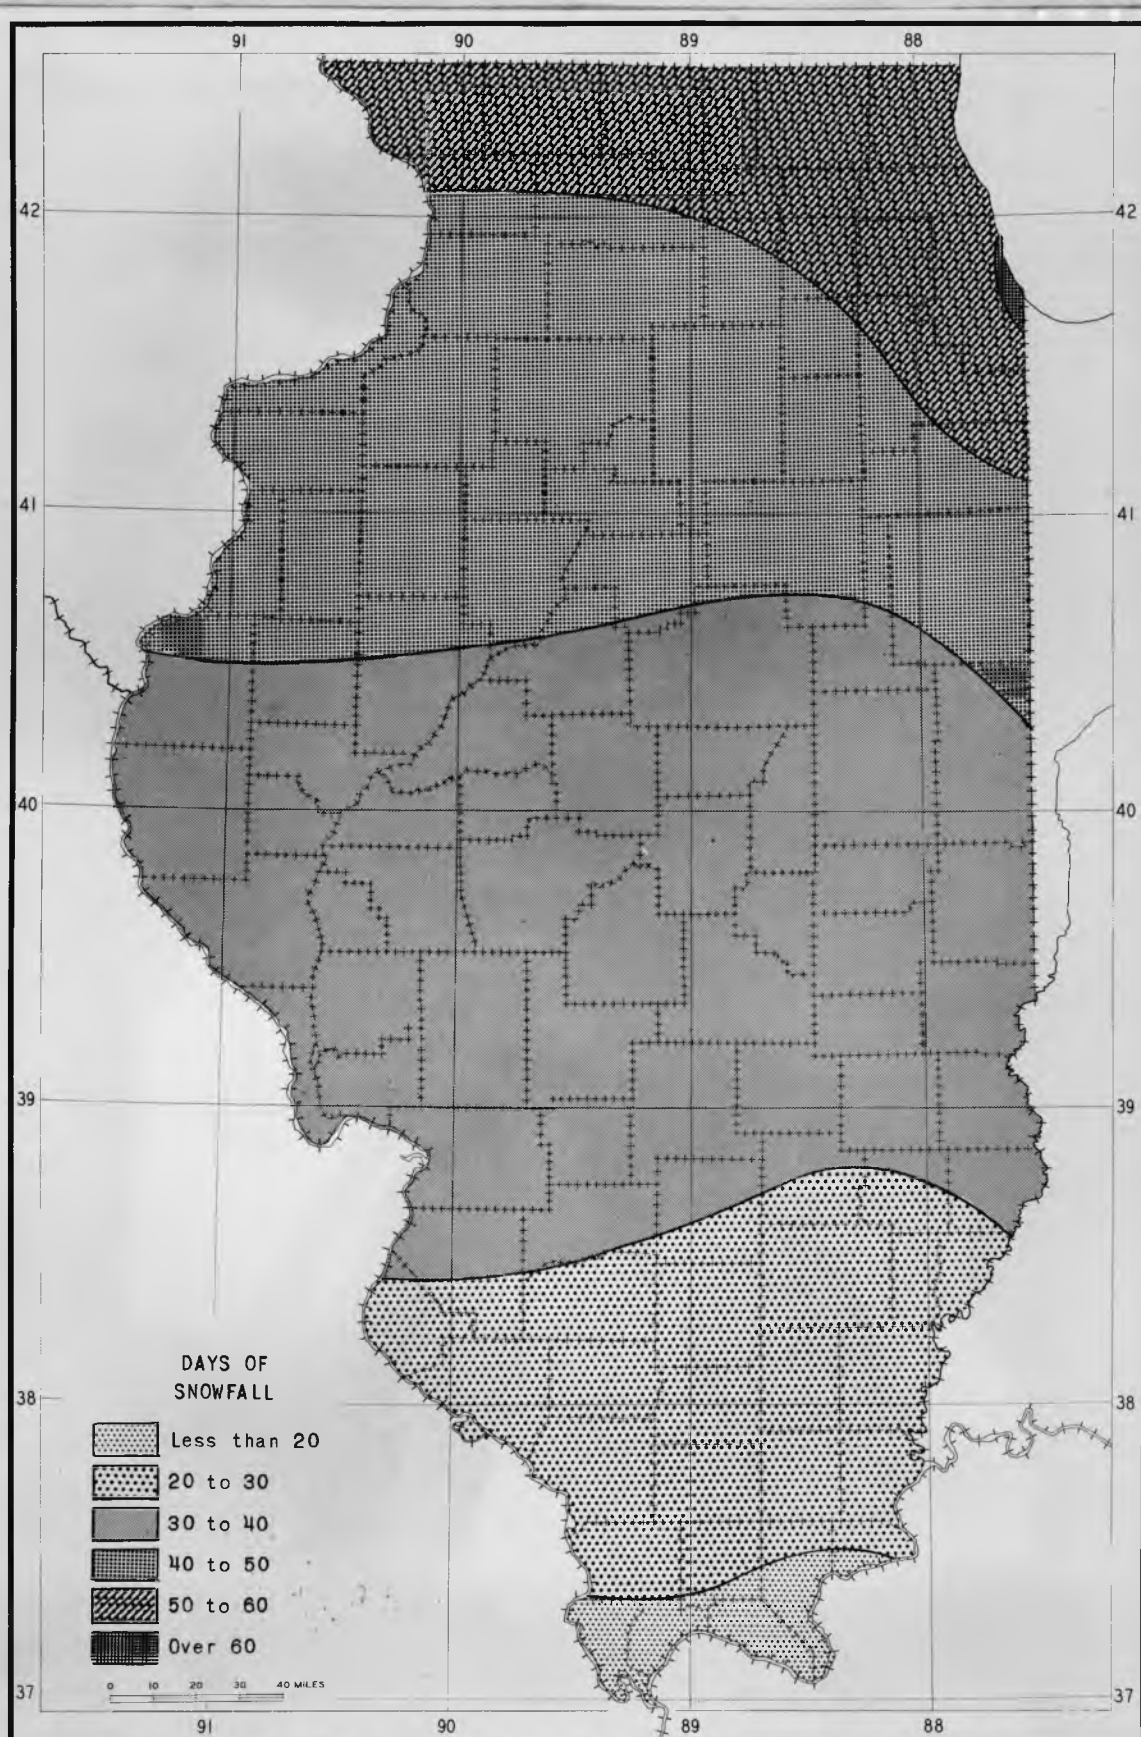 91 90 89 88
42 42
41 41
40 40
39 39
38 38
37 37
DAYS OF
SNOWFALL
Less than 20
20 to 30
30 to 40
40 to 50
50 to 60
Over 60
0 10 20 30 40 MILES
91 90 89 88